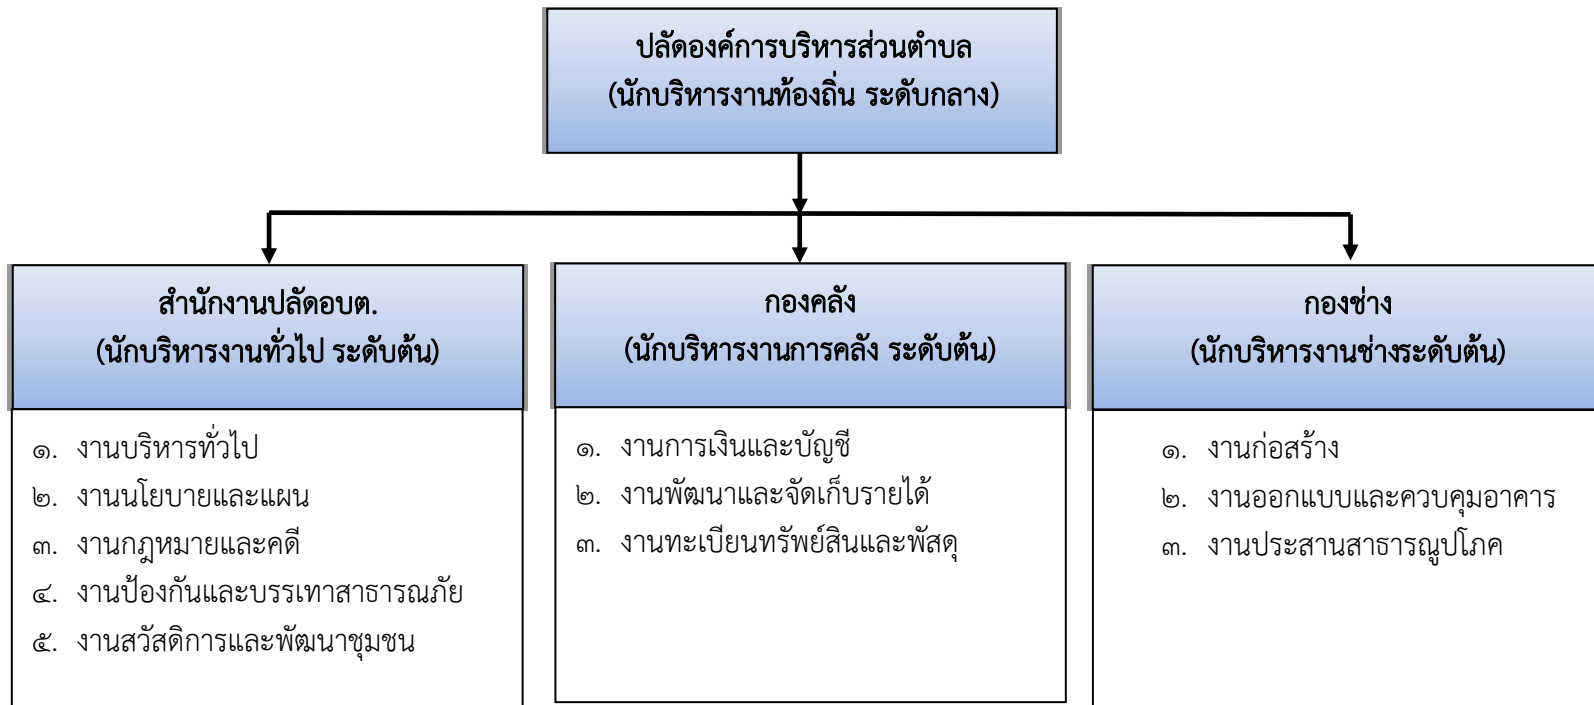 ปลัดองค์การบริหารส่วนตำบล
(นักบริหารงานท้องถิ่น ระดับกลาง)
สำนักงานปลัดอบต.
(นักบริหารงานทั่วไป ระดับต้น)
๑. งานบริหารทั่วไป
๒. งานนโยบายและแผน
๓. งานกฎหมายและคดี
๔. งานป้องกันและบรรเทาสาธารณภัย
๕. งานสวัสดิการและพัฒนาชุมชน
กองคลัง
(นักบริหารงานการคลัง ระดับต้น)
๑. งานการเงินและบัญชี
๒. งานพัฒนาและจัดเก็บรายได้
๓. งานทะเบียนทรัพย์สินและพัสดุ
กองช่าง
(นักบริหารงานช่างระดับต้น)
๑. งานก่อสร้าง
๒. งานออกแบบและควบคุมอาคาร
๓. งานประสานสาธารณูปโภค